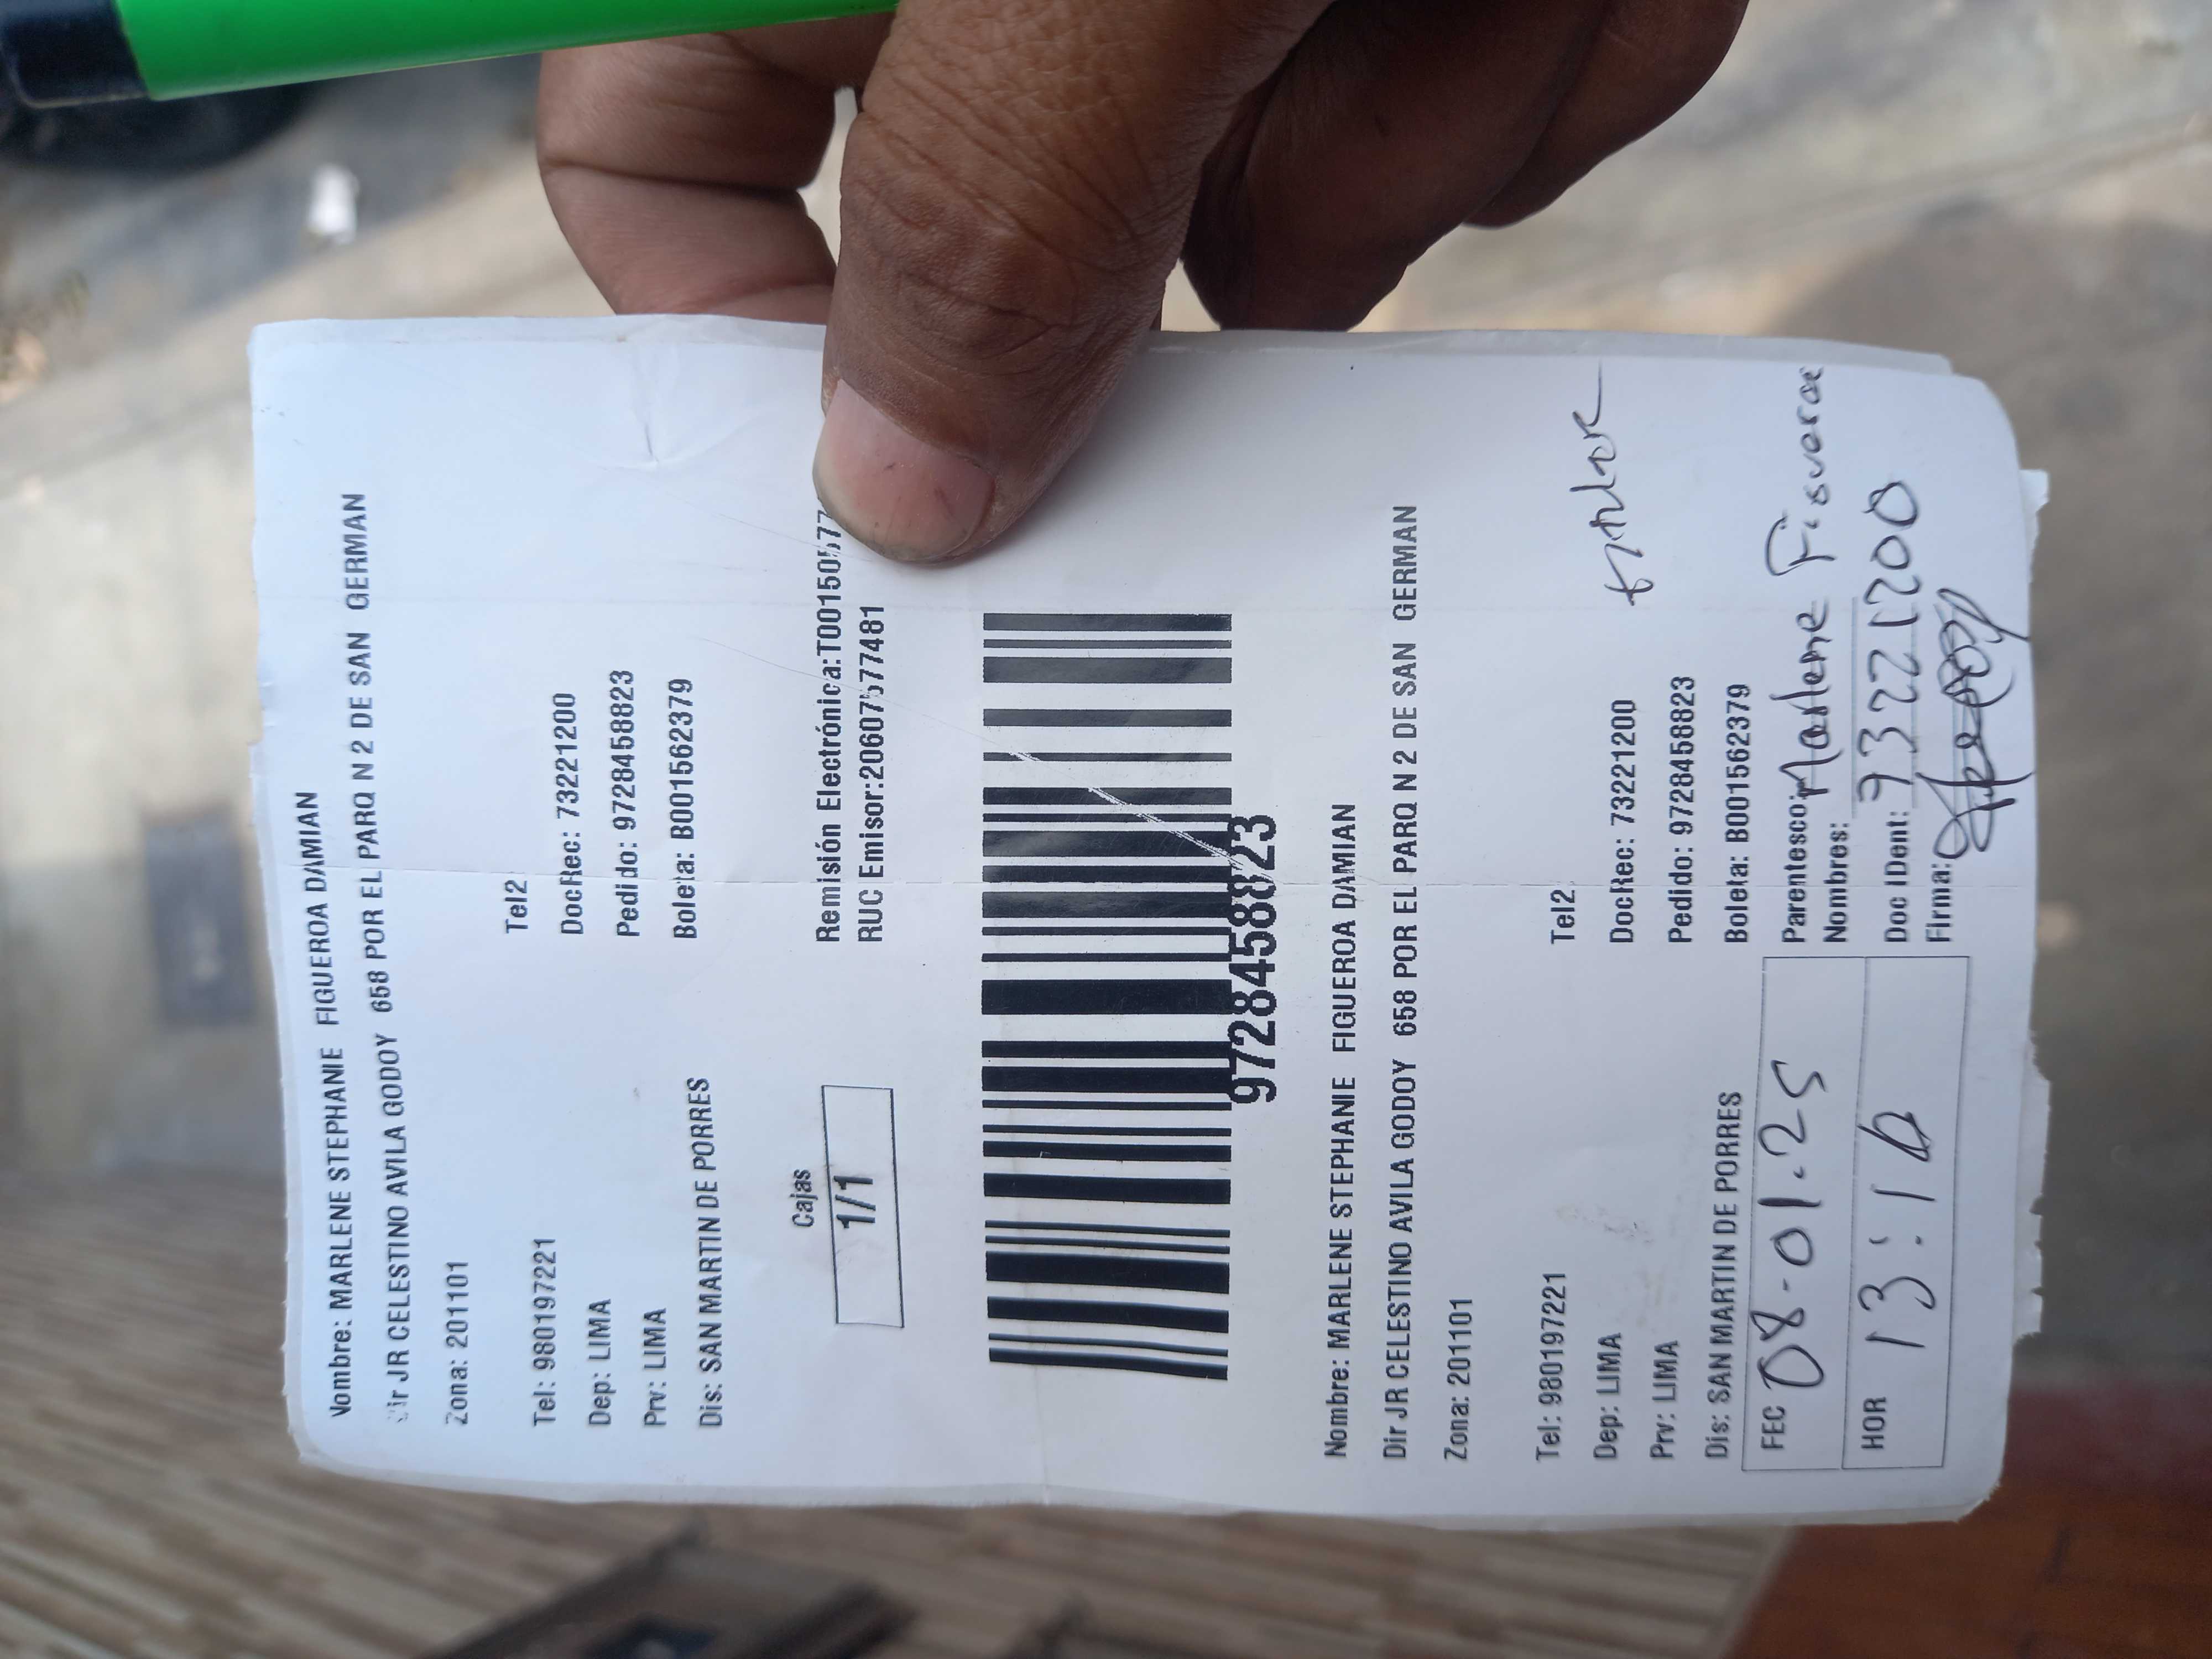 Nombre: MARLENE STEPHANIE FIGUEROA DAMIAN
Dir JR CELESTINO AVILA GODOY 658 POR EL PARQ N 2 DE SAN GERMAN
Zona: 201101
Tel: 980197221 Tel2
Dep: LIMA DocRec: 73221200
Prv: LIMA Pedido: 9728458823
Dis: SAN MARTIN DE PORRES Boleta: B001562379
Cajas
1/1
Remisión Electrónica:T00150577
RUC Emisor:20607577481
9728458823
Nombre: MARLENE STEPHANIE FIGUEROA DAMIAN
Dir JR CELESTINO AVILA GODOY 658 POR EL PARQ N 2 DE SAN GERMAN
Zona: 201101
Tel: 980197221 Tel2
Dep: LIMA DocRec: 73221200
Prv: LIMA Pedido: 9728458823
Dis: SAN MARTIN DE PORRES Boleta: B001562379
FEC 08-01.25 Parentesco:
Nombres: Marlene Figueroa
HOR 13:10 Doc IDent: 73221200
Firma: